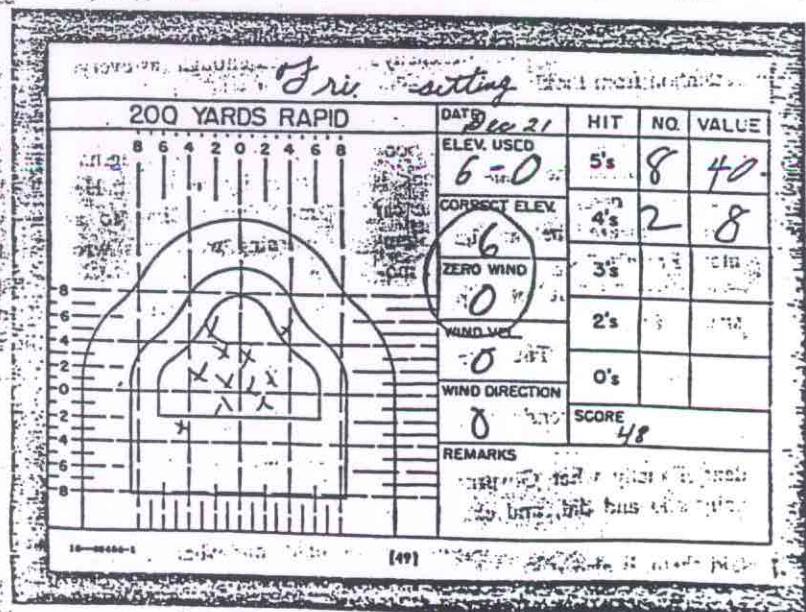 Fri. setting
200 YARDS RAPID
DATE Dec 21
HIT NO. VALUE
8 6 4 2 0 2 4 6 8
ELEV. USED
6-0
5's 8 40
CORRECT ELEV.
6
4's 2 8
ZERO WIND
0
3's
8
6
4
2
0
2
4
6
8
WIND VEL.
0
2's
WIND DIRECTION
0
0's
SCORE
48
REMARKS
[49]